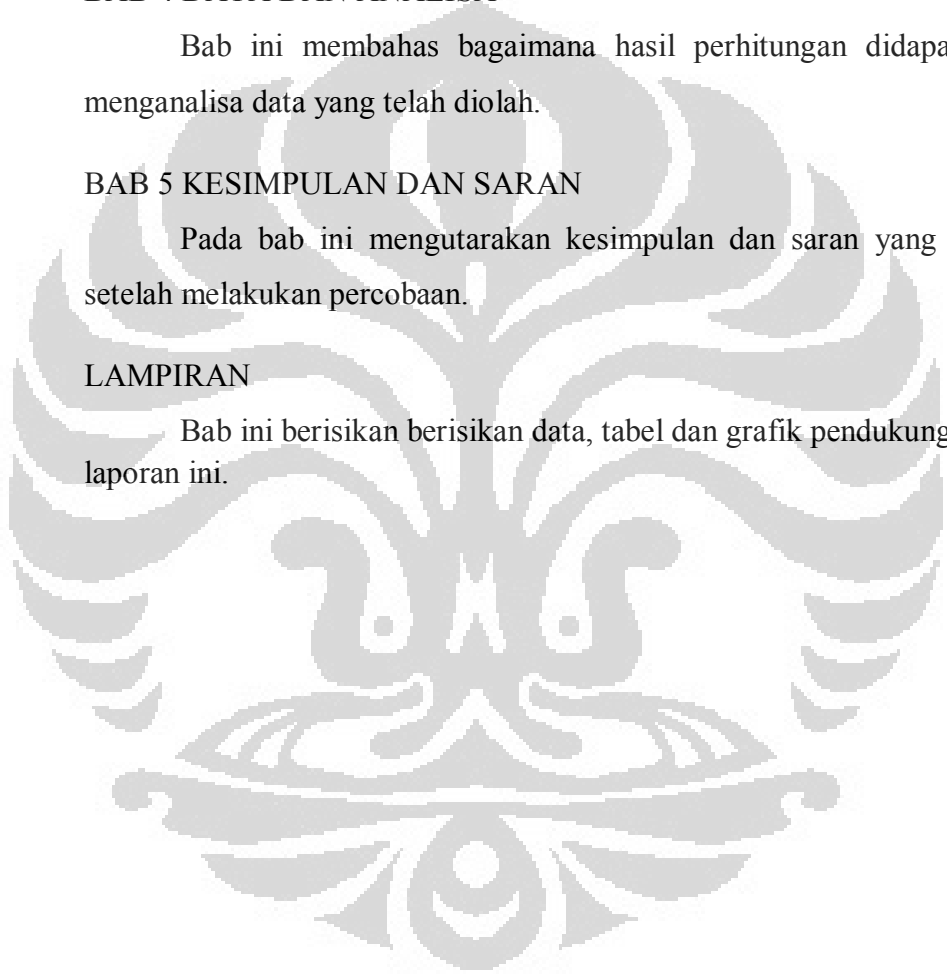 Bab ini membahas bagaimana hasil perhitungan
menganalisa data yang telah diolah.
BAB 5 KESIMPULAN DAN SARAN
Pada bab ini mengutarakan kesimpulan dan saran yang
setelah melakukan percobaan.
LAMPIRAN
Bab ini berisikan berisikan data, tabel dan grafik pendukung
laporan ini.